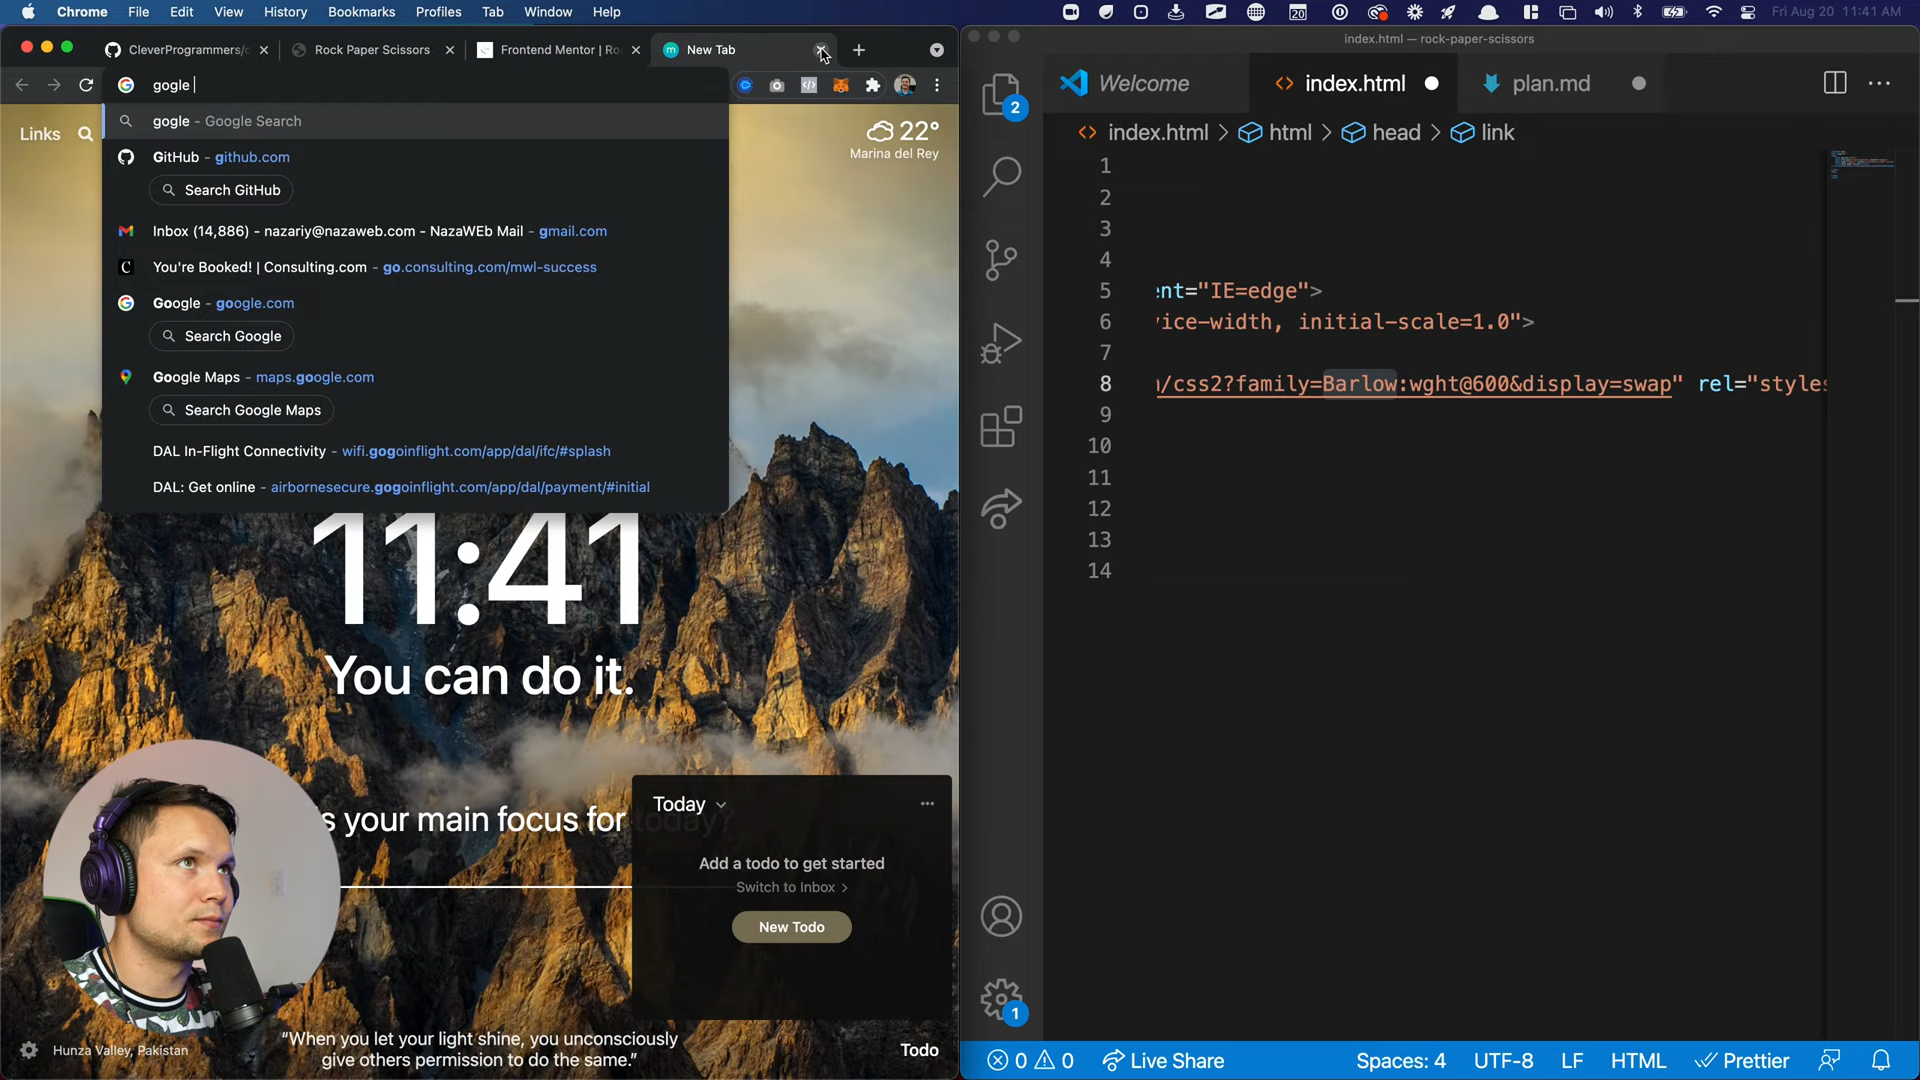 Chrome File Edit View History Bookmarks Profiles Tab Window Help
20
Fri Aug 20 11:41 AM
CleverProgrammers/c
Rock Paper Scissors
Frontend Mentor | Ro
New Tab
gogle
gogle - Google Search
GitHub - github.com
Search GitHub
Inbox (14,886) - nazariy@nazaweb.com - NazaWEb Mail - gmail.com
You're Booked! | Consulting.com - go.consulting.com/mwl-success
Google - google.com
Search Google
Google Maps - maps.google.com
Search Google Maps
DAL In-Flight Connectivity - wifi.gogoinflight.com/app/dal/ifc/#splash
DAL: Get online - airbornesecure.gogoinflight.com/app/dal/payment/#initial
Links
22°
Marina del Rey
11:41
You can do it.
s your main focus for today?
Today
Add a todo to get started
Switch to Inbox >
New Todo
"When you let your light shine, you unconsciously
give others permission to do the same."
Hunza Valley, Pakistan
Todo
index.html — rock-paper-scissors
2
Welcome
index.html
plan.md
index.html > html > head > link
1
2
3
4
5 ent="IE=edge">
6 vice-width, initial-scale=1.0">
7
8 m/css2?family=Barlow:wght@600&display=swap" rel="styles
9
10
11
12
13
14
1
0 0 Live Share Spaces: 4 UTF-8 LF HTML Prettier